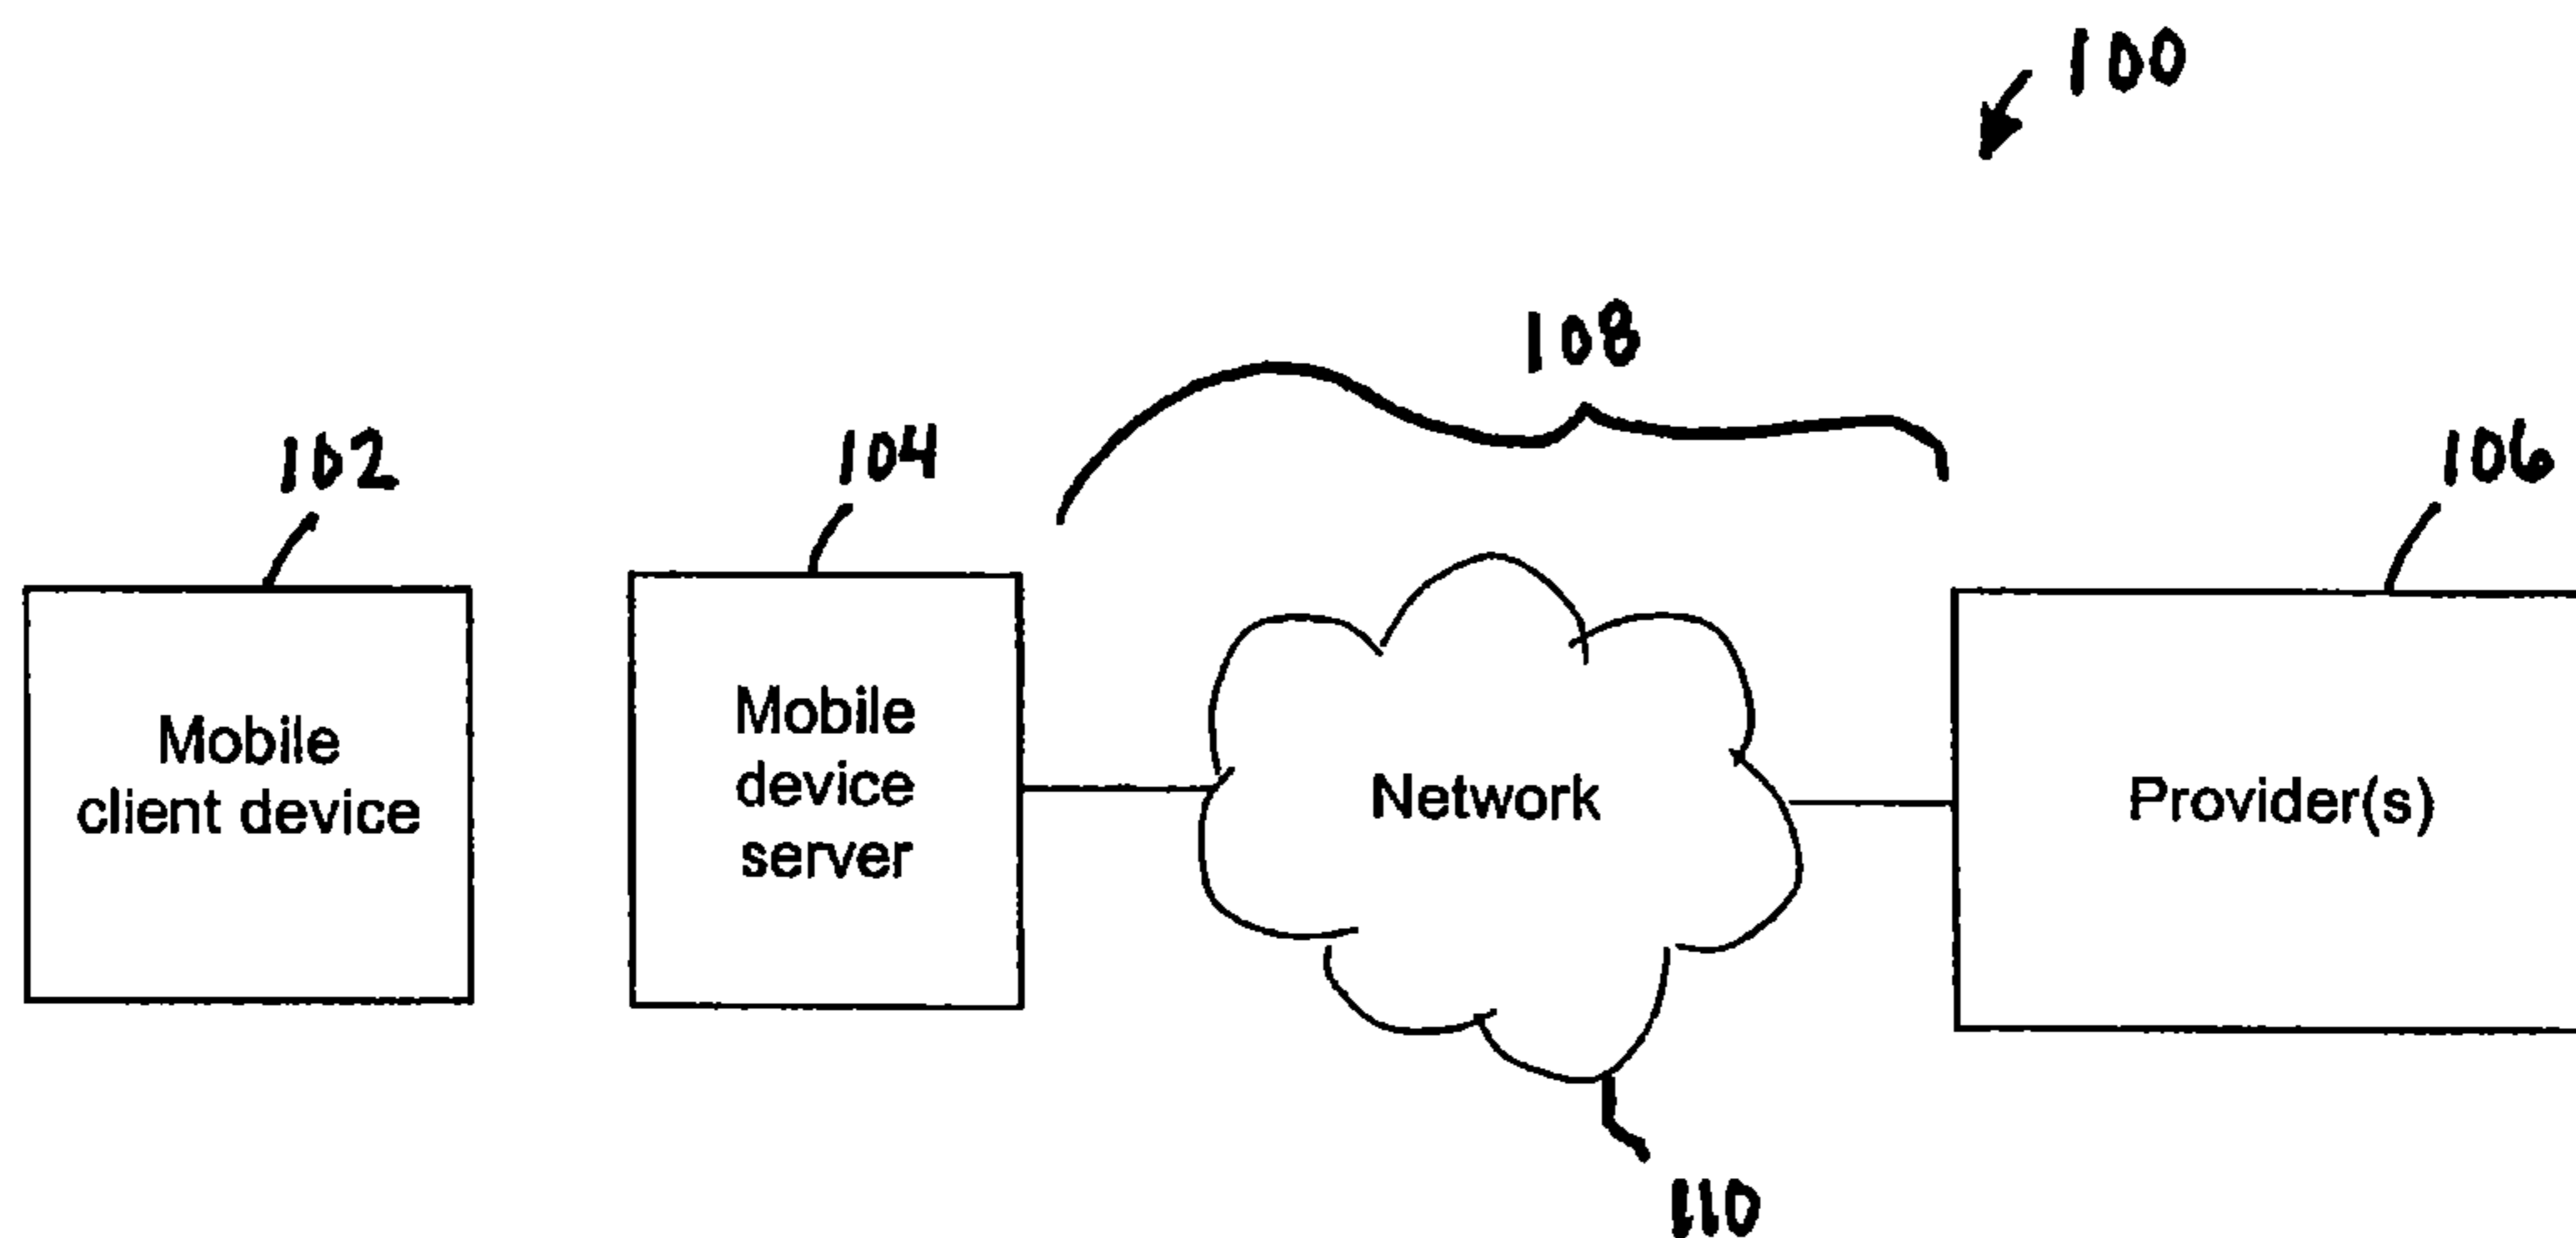 100
108
102
104
106
Mobile
client device
Mobile
device
server
Network
Provider(s)
110